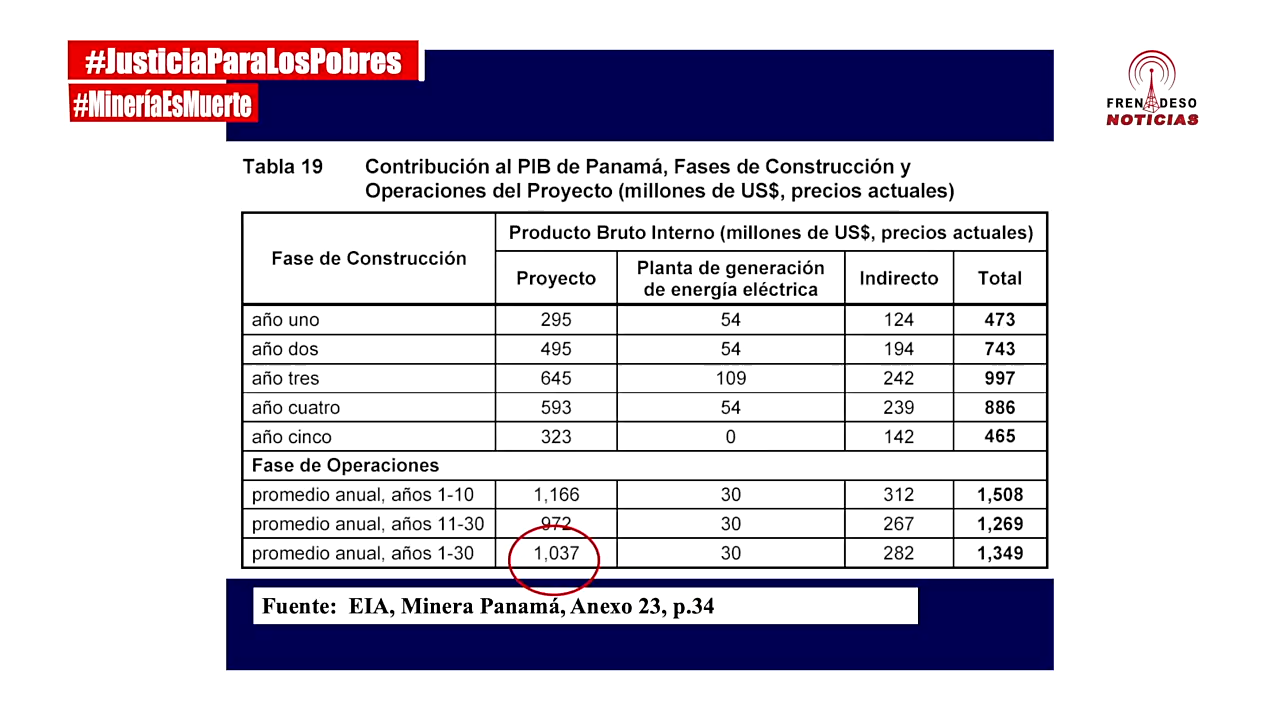 #JusticiaParaLosPobres
#MineríaEsMuerte
FRENADESO
NOTICIAS
Tabla 19 Contribución al PIB de Panamá, Fases de Construcción y
Operaciones del Proyecto (millones de US$, precios actuales)
Fase de Construcción
Producto Bruto Interno (millones de US$, precios actuales)
Proyecto
Planta de generación
de energía eléctrica
Indirecto
Total
año uno 295 54 124 473
año dos 495 54 194 743
año tres 645 109 242 997
año cuatro 593 54 239 886
año cinco 323 0 142 465
Fase de Operaciones
promedio anual, años 1-10 1,166 30 312 1,508
promedio anual, años 11-30 972 30 267 1,269
promedio anual, años 1-30 1,037 30 282 1,349
Fuente: EIA, Minera Panamá, Anexo 23, p.34